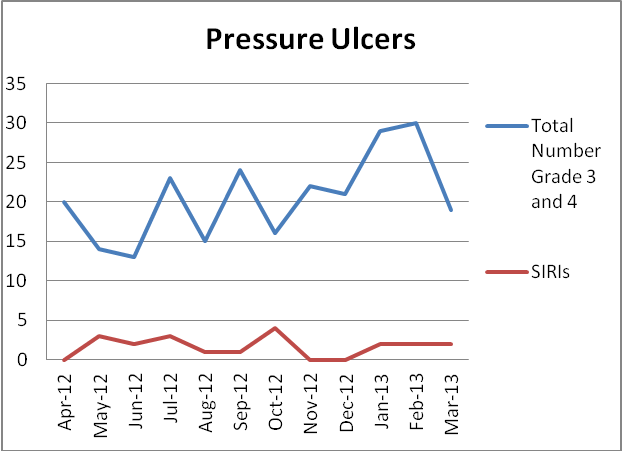 Pressure Ulcers
35
30
25
20
15
10
5
0
Apr-12
May-12
Jun-12
Jul-12
Aug-12
Sep-12
Oct-12
Nov-12
Dec-12
Jan-13
Feb-13
Mar-13
Total
Number
Grade 3
and 4
SIRIs